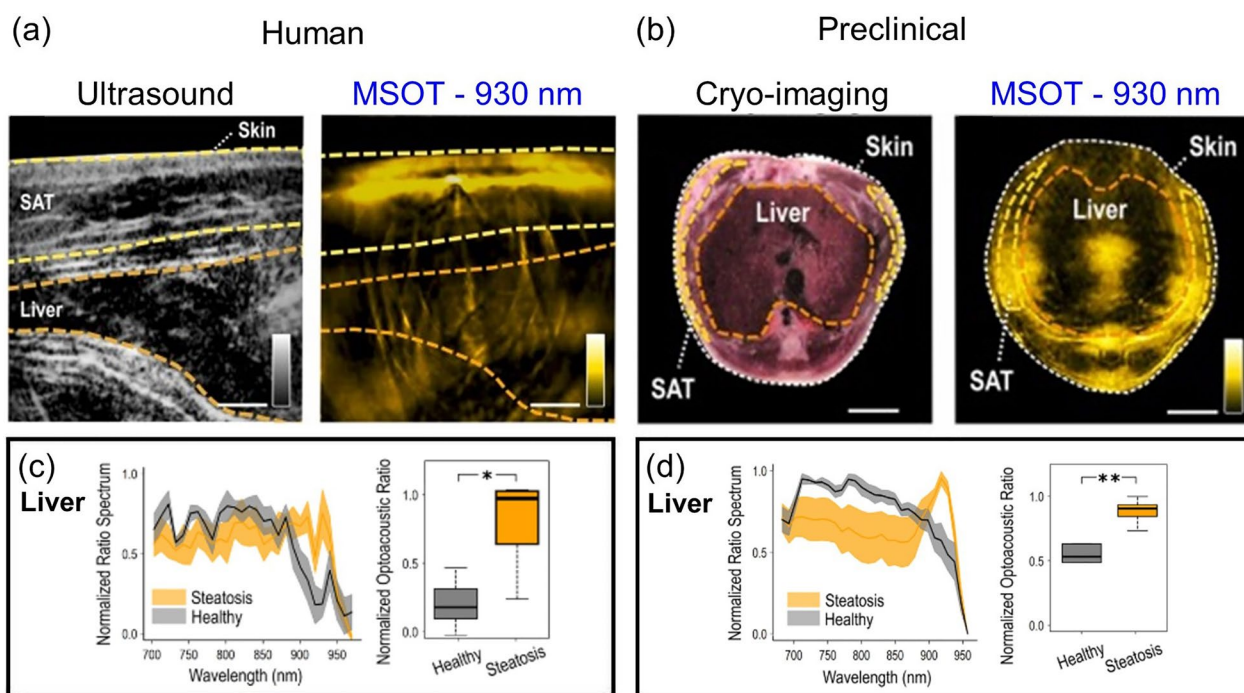 (a)
Human
Ultrasound
MSOT - 930 nm
Skin
SAT
Liver
(b)
Preclinical
Cryo-imaging
MSOT - 930 nm
Skin
Liver
SAT
Skin
Liver
SAT
(c)
Liver
Normalized Ratio Spectrum
1.0
0.5
0.0
Steatosis
Healthy
700 750 800 850 900 950
Wavelength (nm)
Normalized Optoacoustic Ratio
1.0
0.5
0.0
*
Healthy
Steatosis
(d)
Liver
Normalized Ratio Spectrum
1.0
0.5
0.0
Steatosis
Healthy
700 750 800 850 900 950
Wavelength (nm)
Normalized Optoacoustic Ratio
1.0
0.5
0.0
**
Healthy
Steatosis